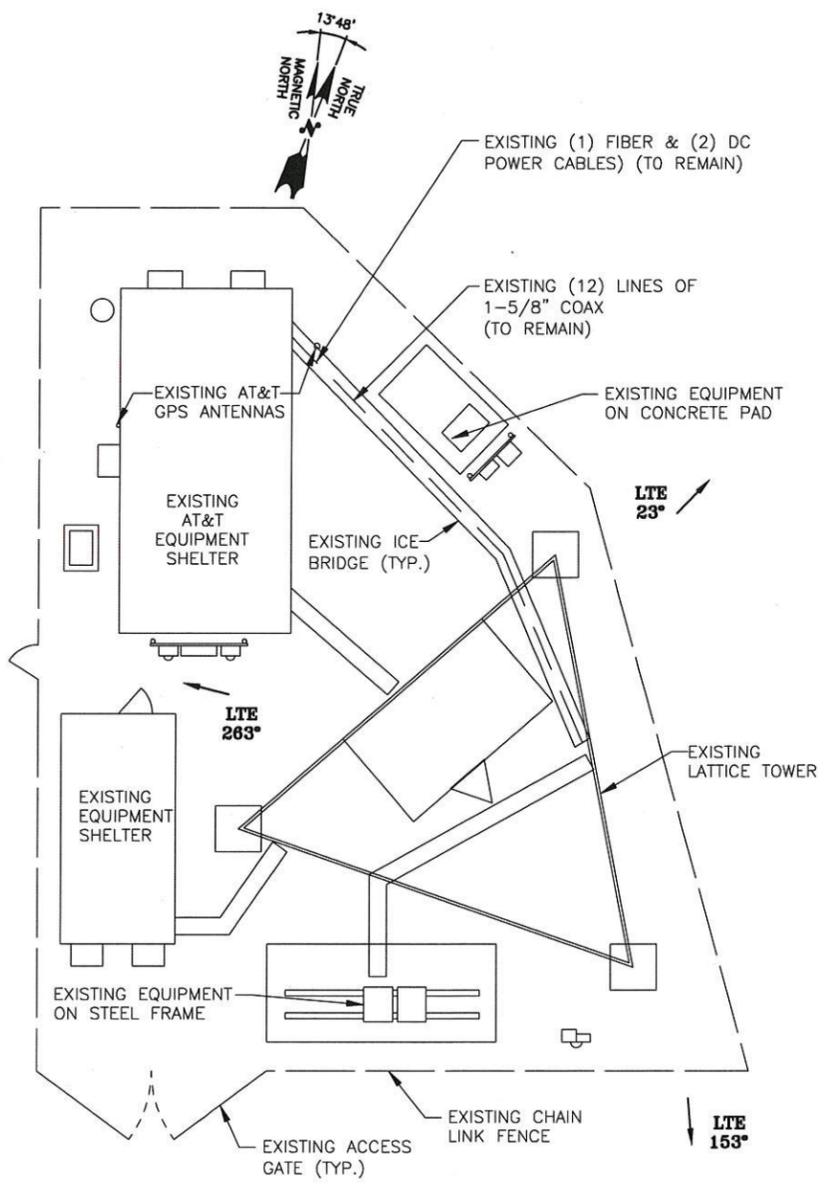 13°48'
MAGNETIC
NORTH
TRUE
NORTH
N
EXISTING (1) FIBER & (2) DC
POWER CABLES) (TO REMAIN)
EXISTING (12) LINES OF
1-5/8" COAX
(TO REMAIN)
EXISTING AT&T
GPS ANTENNAS
EXISTING EQUIPMENT
ON CONCRETE PAD
EXISTING
AT&T
EQUIPMENT
SHELTER
LTE
23°
EXISTING ICE
BRIDGE (TYP.)
LTE
263°
EXISTING
LATTICE TOWER
EXISTING
EQUIPMENT
SHELTER
EXISTING EQUIPMENT
ON STEEL FRAME
EXISTING CHAIN
LINK FENCE
LTE
153°
EXISTING ACCESS
GATE (TYP.)